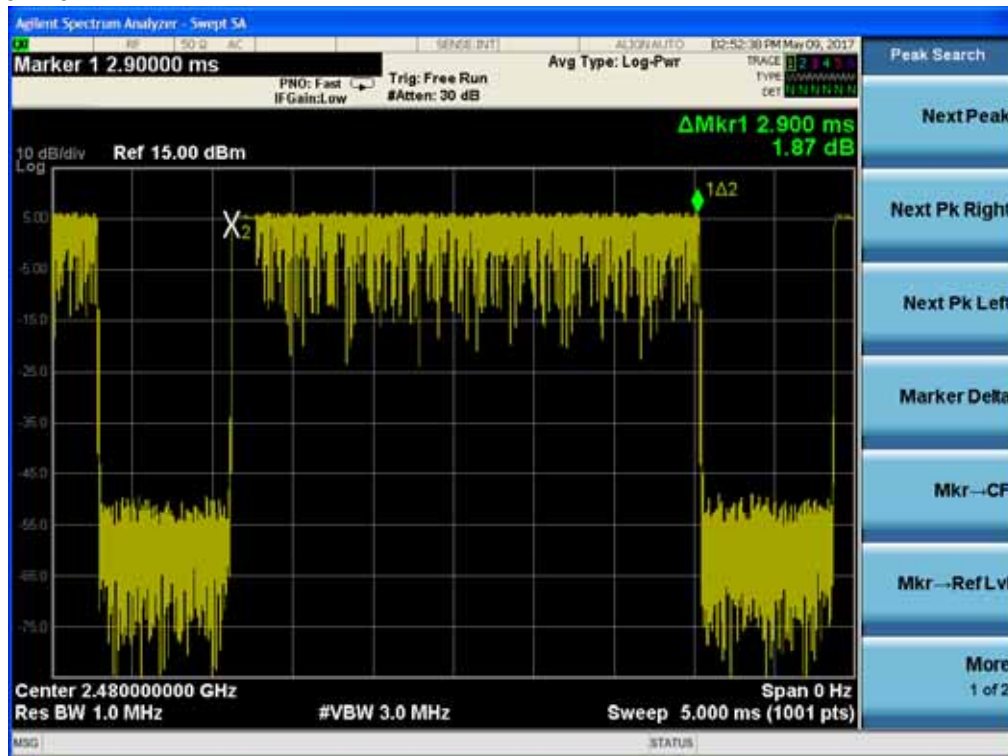 Agilent Spectrum Analyzer - Swept SA
RF 50 Ω AC SENSE:INT ALIGN AUTO 02:52:38 PM May 09, 2017
Marker 1 2.90000 ms
PNO: Fast
IFGain:Low
Trig: Free Run
#Atten: 30 dB
Avg Type: Log-Pwr
TRACE 1 2 3 4 5 6
TYPE
DET N N N N N N
Peak Search
ΔMkr1 2.900 ms
1.87 dB
10 dB/div Ref 15.00 dBm
Log
1Δ2
X2
5.00
-5.00
-15.0
-25.0
-35.0
-45.0
-55.0
-65.0
-75.0
Center 2.480000000 GHz
Span 0 Hz
Res BW 1.0 MHz
#VBW 3.0 MHz
Sweep 5.000 ms (1001 pts)
MSG
STATUS
Next Peak
Next Pk Right
Next Pk Left
Marker Delta
Mkr→CF
Mkr→Ref Lvl
More
1 of 2